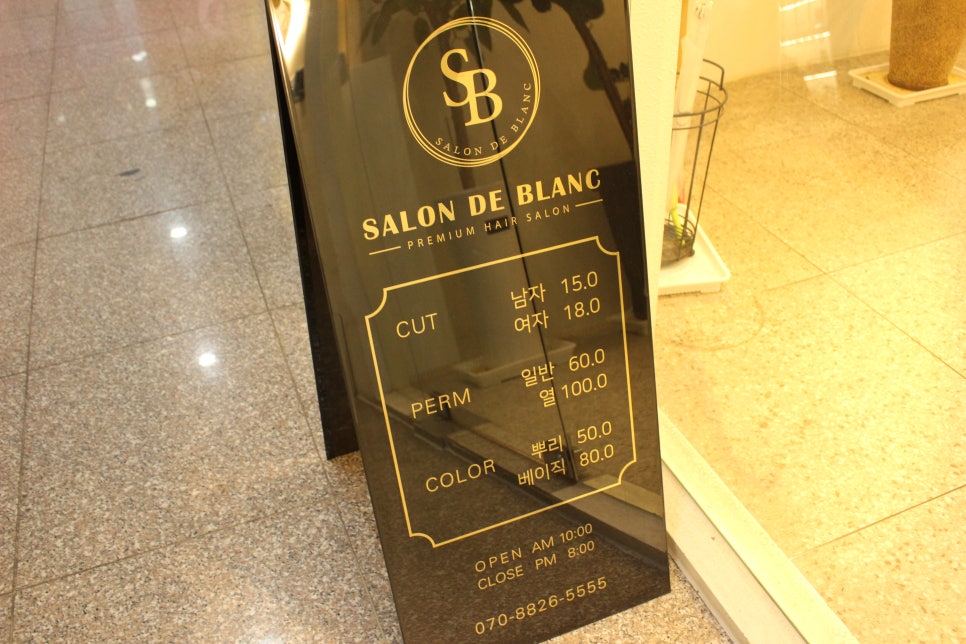 SB
SALON DE BLANC
SALON DE BLANC
PREMIUM HAIR SALON
CUT 남자 15.0
여자 18.0
PERM 일반 60.0
열 100.0
COLOR 뿌리 50.0
베이직 80.0
OPEN AM 10:00
CLOSE PM 8:00
070-8826-5555